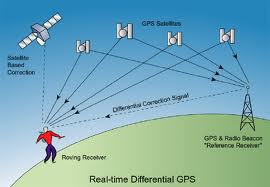 GPS Satellites
Satellite
Based
Correction
Differential Correction Signal
GPS & Radio Beacon
"Reference Receiver"
Roving Receiver
Real-time Differential GPS